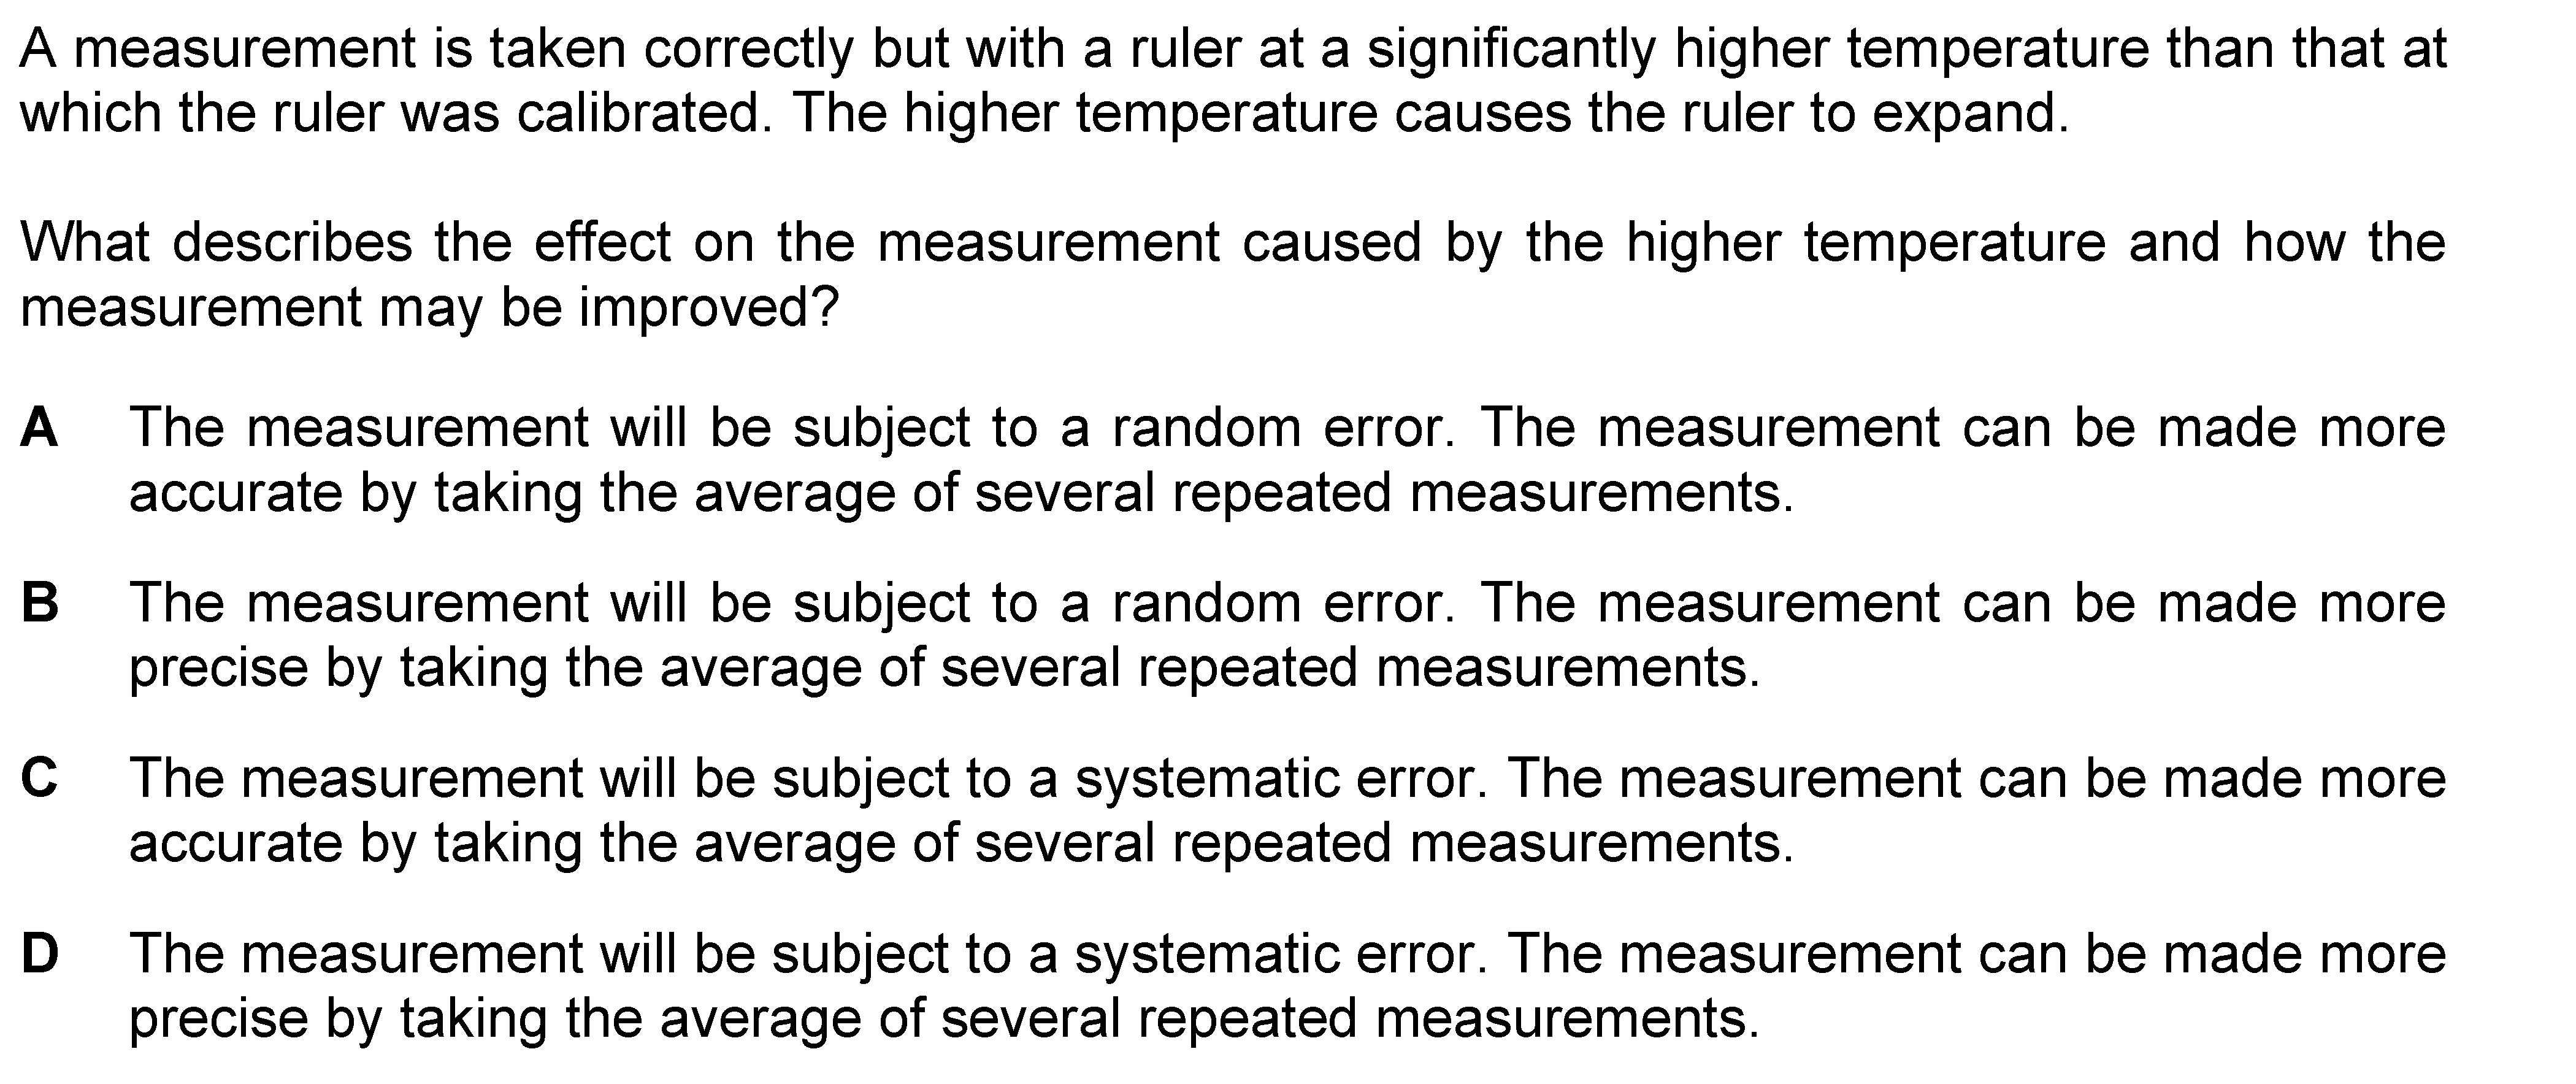 A measurement is taken correctly but with a ruler at a significantly higher temperature than that at
which the ruler was calibrated. The higher temperature causes the ruler to expand.
What describes the effect on the measurement caused by the higher temperature and how the
measurement may be improved?
A The measurement will be subject to a random error. The measurement can be made more
accurate by taking the average of several repeated measurements.
B The measurement will be subject to a random error. The measurement can be made more
precise by taking the average of several repeated measurements.
C The measurement will be subject to a systematic error. The measurement can be made more
accurate by taking the average of several repeated measurements.
D The measurement will be subject to a systematic error. The measurement can be made more
precise by taking the average of several repeated measurements.